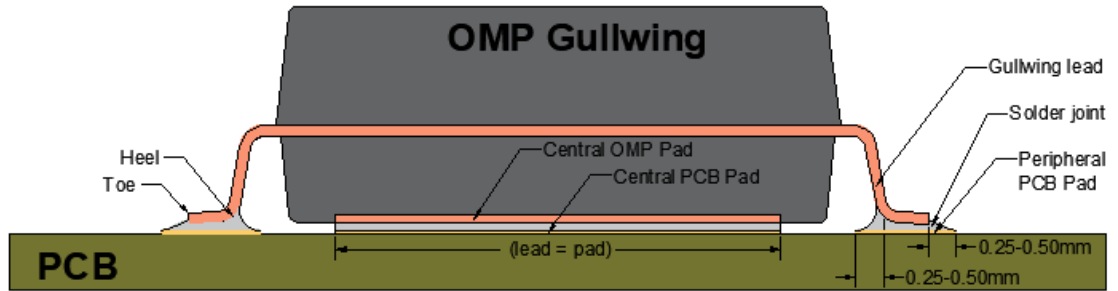 OMP Gullwing
Gullwing lead
Solder joint
Heel
Toe
Central OMP Pad
Central PCB Pad
Peripheral
PCB Pad
(lead = pad)
0.25-0.50mm
PCB
0.25-0.50mm